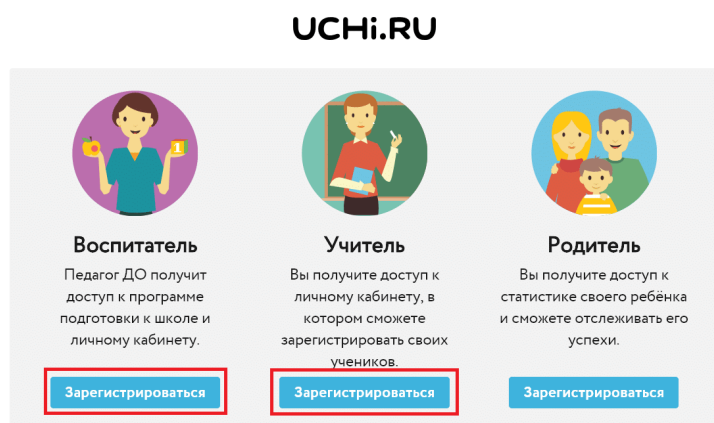 UCHi.RU
1
Воспитатель
Педагог ДО получит
доступ к программе
подготовки к школе и
личному кабинету.
Зарегистрироваться
Учитель
Вы получите доступ к
личному кабинету, в
котором сможете
зарегистрировать своих
учеников.
Зарегистрироваться
Родитель
Вы получите доступ к
статистике своего ребёнка
и сможете отслеживать его
успехи.
Зарегистрироваться